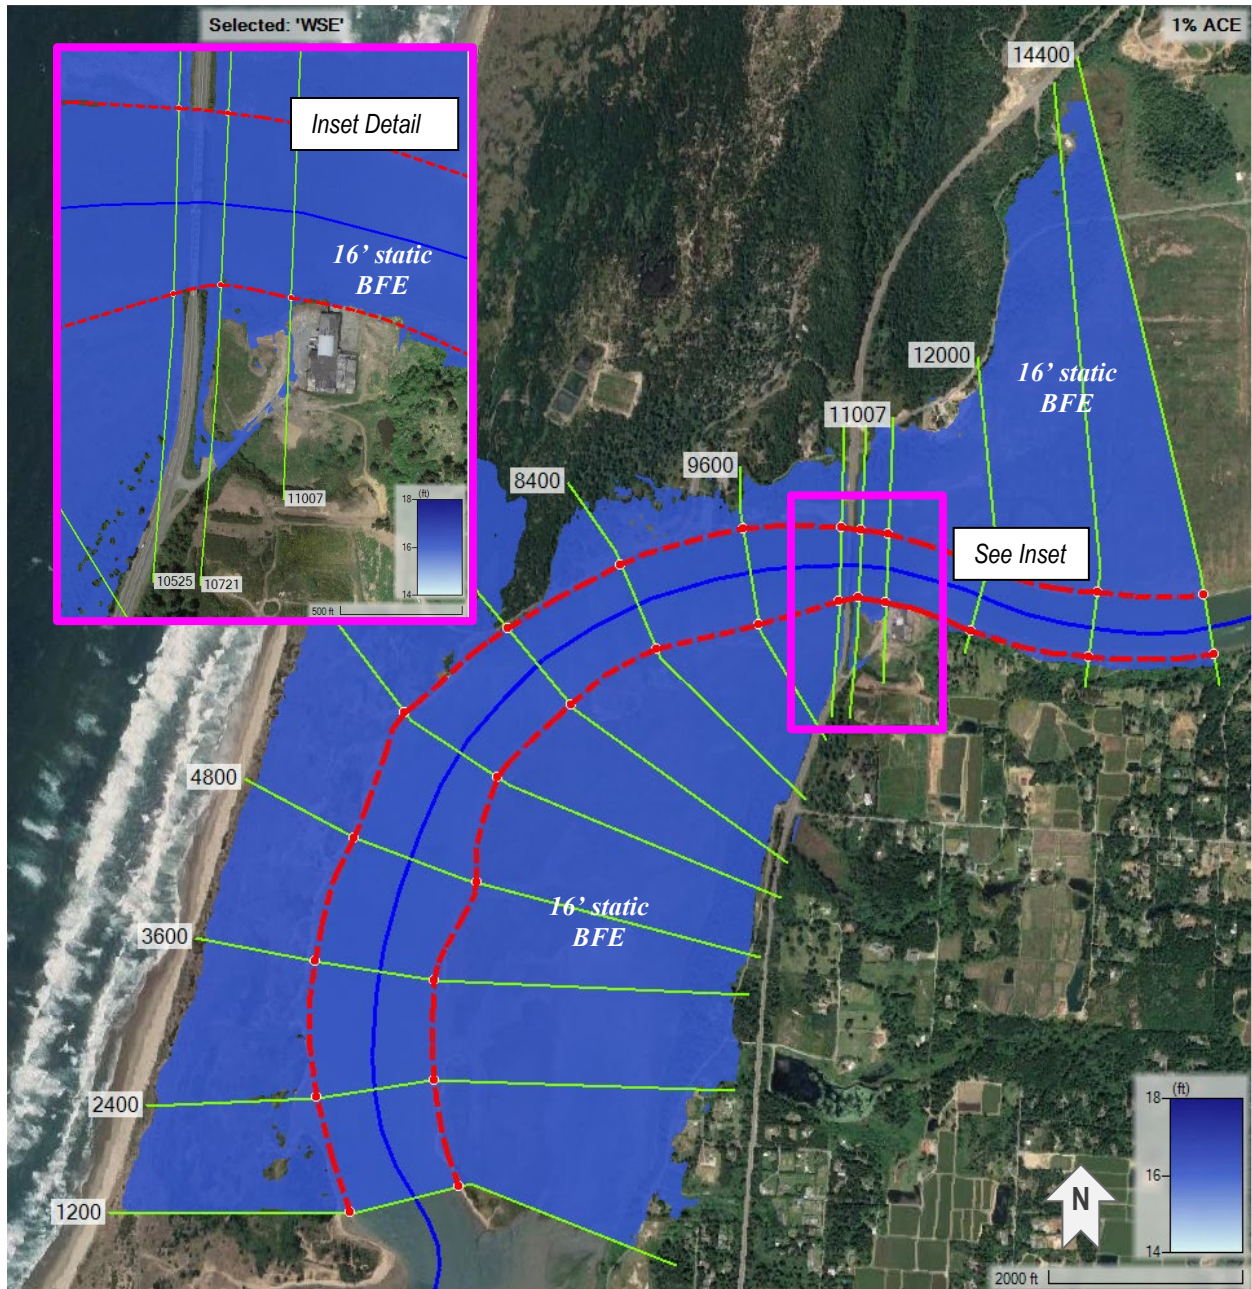 Selected: 'WSE'
1% ACE
14400
Inset Detail
16’ static
BFE
11007
18 (ft)
16
14
10525
10721
500 ft
12000
16’ static
BFE
11007
9600
8400
See Inset
4800
3600
16’ static
BFE
2400
1200
N
(ft)
18
16
14
2000 ft